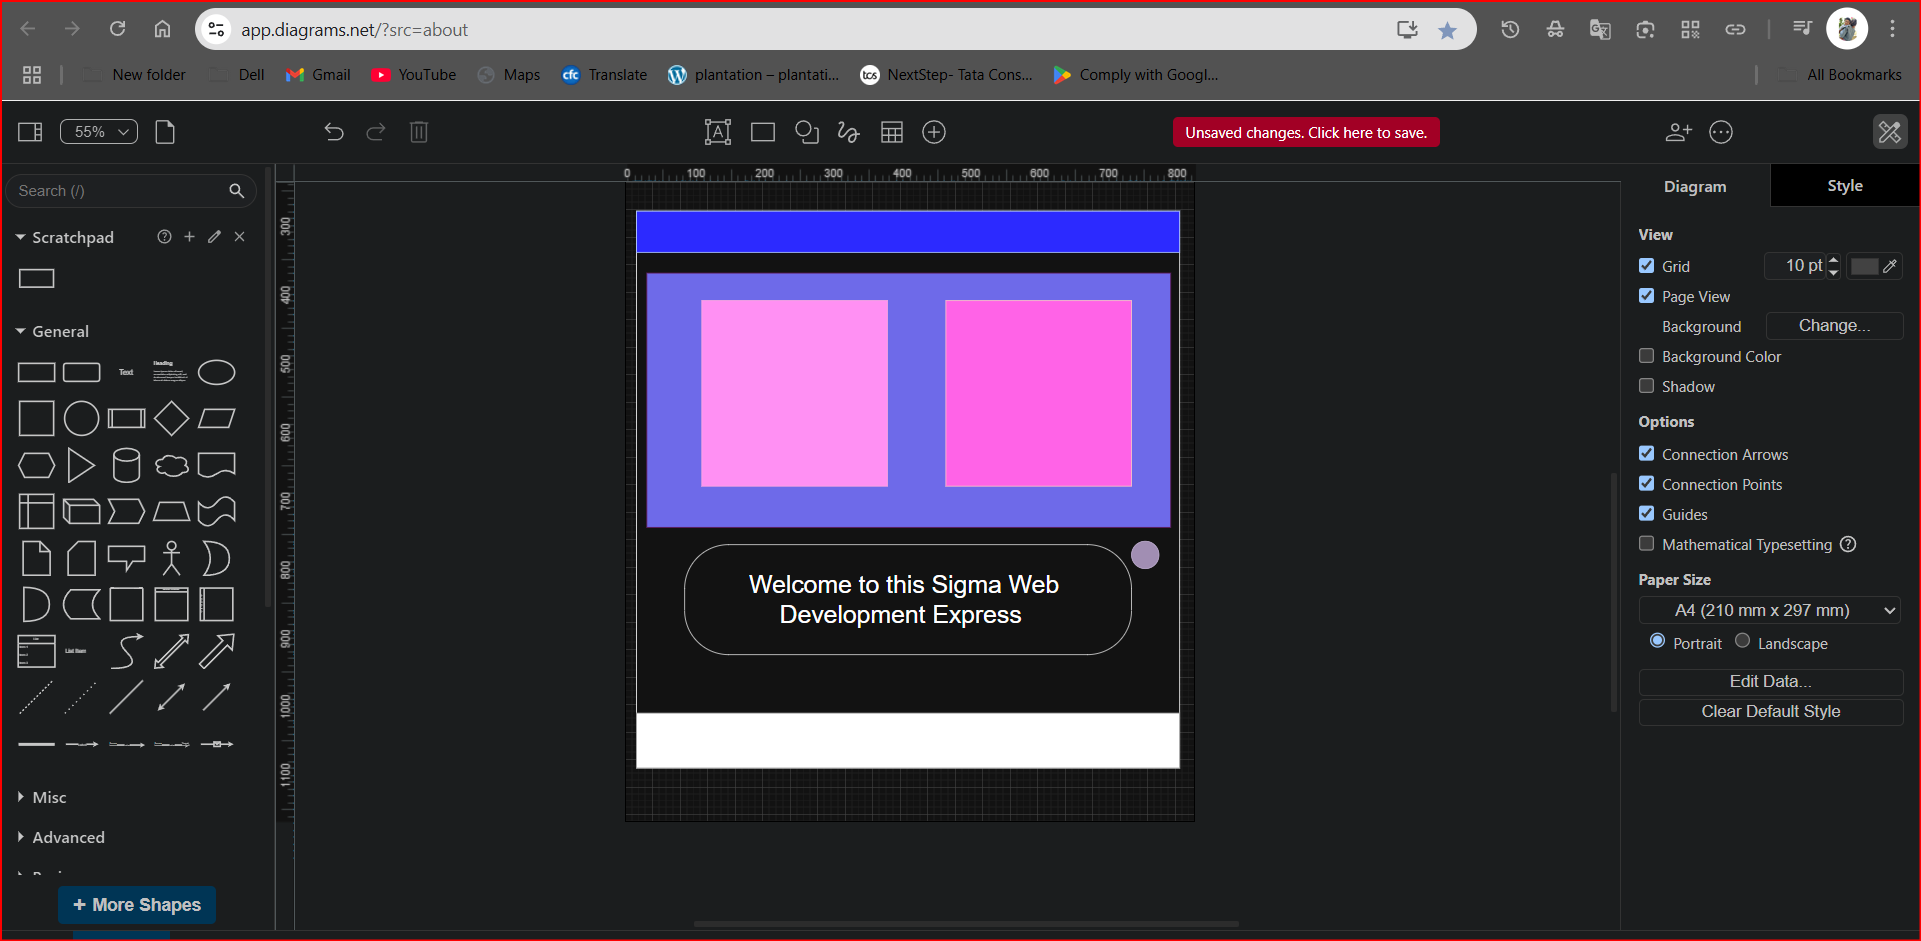 app.diagrams.net/?src=about
New folder
Dell
Gmail
YouTube
Maps
cfc Translate
plantation – plantati...
tcs NextStep- Tata Cons...
Comply with Googl...
All Bookmarks
55%
Unsaved changes. Click here to save.
Search (/)
Scratchpad
General
Text
Heading
List Item
Misc
Advanced
+ More Shapes
0 100 200 300 400 500 600 700 800
300
400
500
600
700
800
900
1000
1100
Welcome to this Sigma Web
Development Express
Diagram
Style
View
Grid
10 pt
Page View
Background
Change...
Background Color
Shadow
Options
Connection Arrows
Connection Points
Guides
Mathematical Typesetting
Paper Size
A4 (210 mm x 297 mm)
Portrait
Landscape
Edit Data...
Clear Default Style